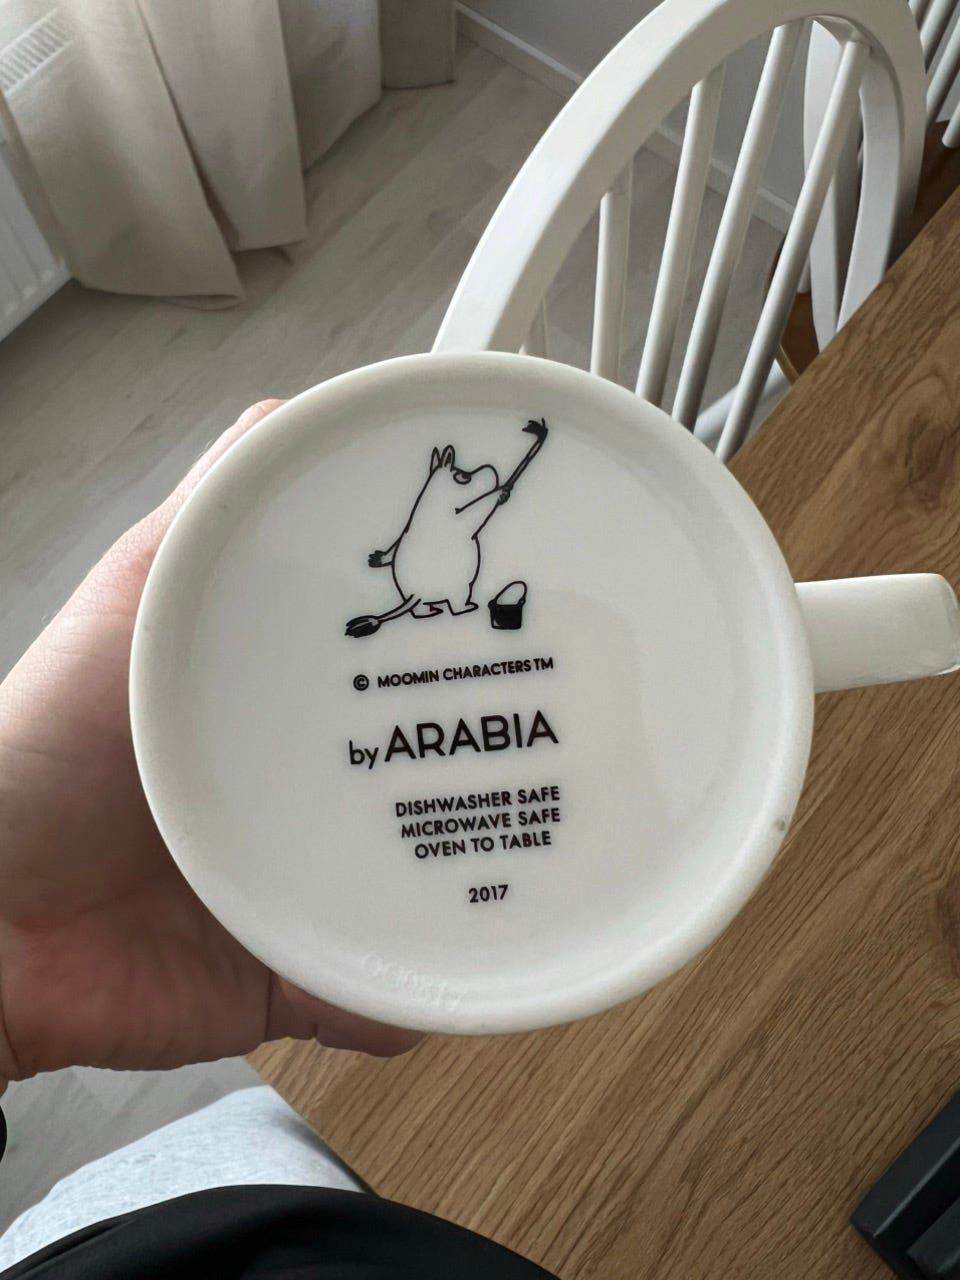 © MOOMIN CHARACTERS TM
by ARABIA
DISHWASHER SAFE
MICROWAVE SAFE
OVEN TO TABLE
2017